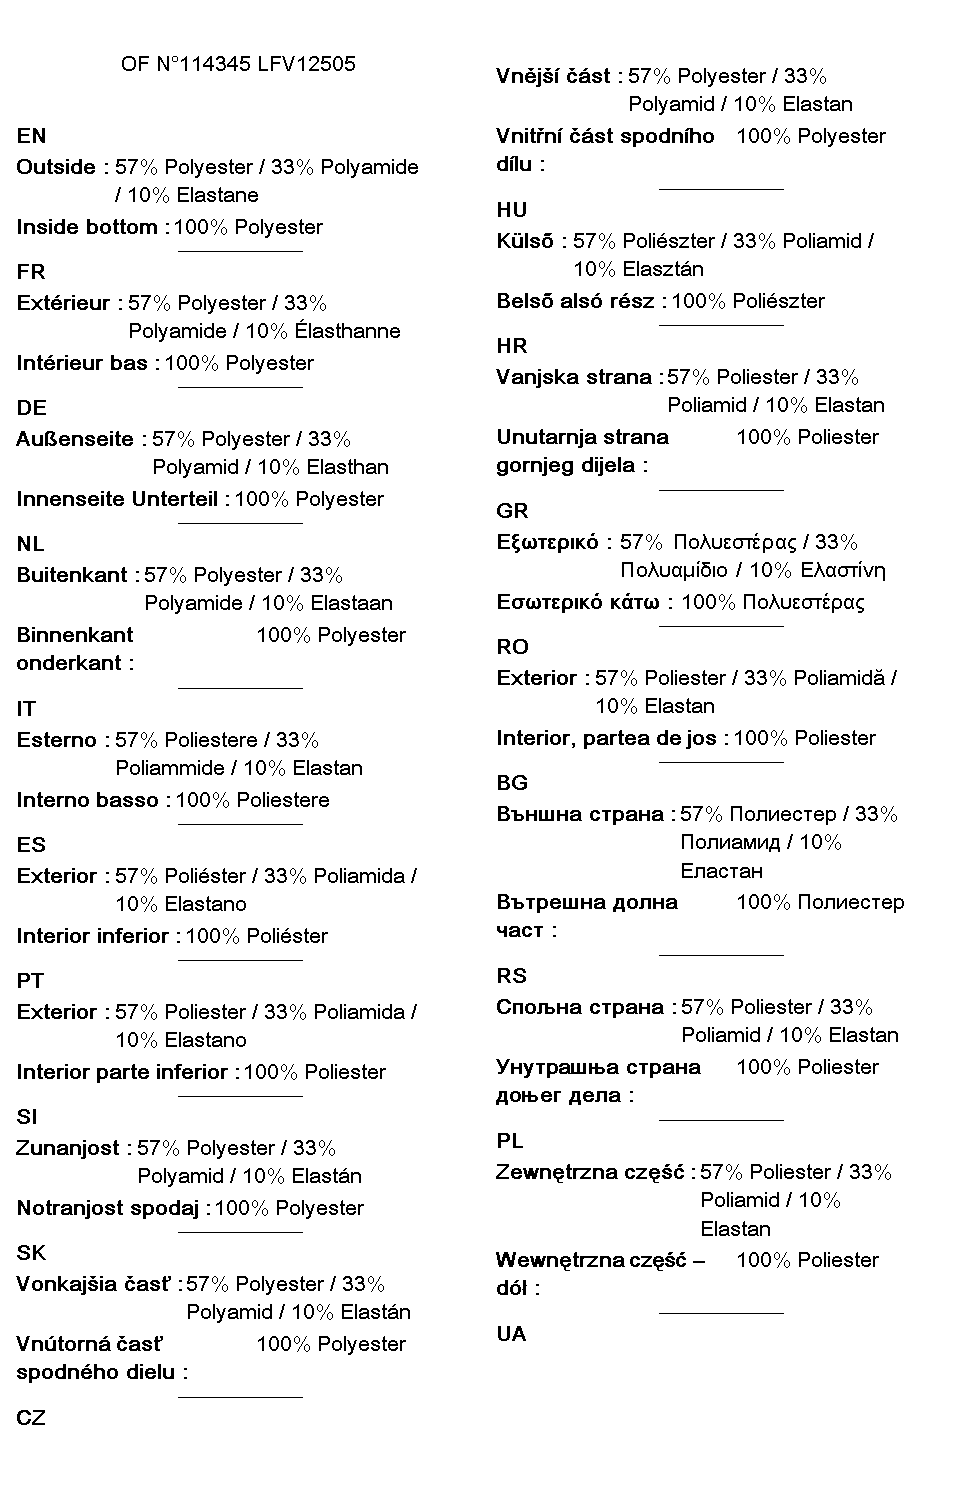 OF N°114345 LFV12505
EN
Outside : 57% Polyester / 33% Polyamide
/ 10% Elastane
Inside bottom : 100% Polyester
FR
Extérieur : 57% Polyester / 33%
Polyamide / 10% Élasthanne
Intérieur bas : 100% Polyester
DE
Außenseite : 57% Polyester / 33%
Polyamid / 10% Elasthan
Innenseite Unterteil : 100% Polyester
NL
Buitenkant : 57% Polyester / 33%
Polyamide / 10% Elastaan
Binnenkant 100% Polyester
onderkant :
IT
Esterno : 57% Poliestere / 33%
Poliammide / 10% Elastan
Interno basso : 100% Poliestere
ES
Exterior : 57% Poliéster / 33% Poliamida /
10% Elastano
Interior inferior : 100% Poliéster
PT
Exterior : 57% Poliester / 33% Poliamida /
10% Elastano
Interior parte inferior : 100% Poliester
SI
Zunanjost : 57% Polyester / 33%
Polyamid / 10% Elastán
Notranjost spodaj : 100% Polyester
SK
Vonkajšia časť : 57% Polyester / 33%
Polyamid / 10% Elastán
Vnútorná časť 100% Polyester
spodného dielu :
CZ
Vnější část : 57% Polyester / 33%
Polyamid / 10% Elastan
Vnitřní část spodního 100% Polyester
dílu :
HU
Külső : 57% Poliészter / 33% Poliamid /
10% Elasztán
Belső alsó rész : 100% Poliészter
HR
Vanjska strana : 57% Poliester / 33%
Poliamid / 10% Elastan
Unutarnja strana 100% Poliester
gornjeg dijela :
GR
Εξωτερικό : 57% Πολυεστέρας / 33%
Πολυαμίδιο / 10% Ελαστίνη
Εσωτερικό κάτω : 100% Πολυεστέρας
RO
Exterior : 57% Poliester / 33% Poliamidă /
10% Elastan
Interior, partea de jos : 100% Poliester
BG
Външна страна : 57% Полиестер / 33%
Полиамид / 10%
Еластан
Вътрешна долна 100% Полиестер
част :
RS
Спољна страна : 57% Poliester / 33%
Poliamid / 10% Elastan
Унутрашња страна 100% Poliester
доњег дела :
PL
Zewnętrzna część : 57% Poliester / 33%
Poliamid / 10%
Elastan
Wewnętrzna część – 100% Poliester
dół :
UA